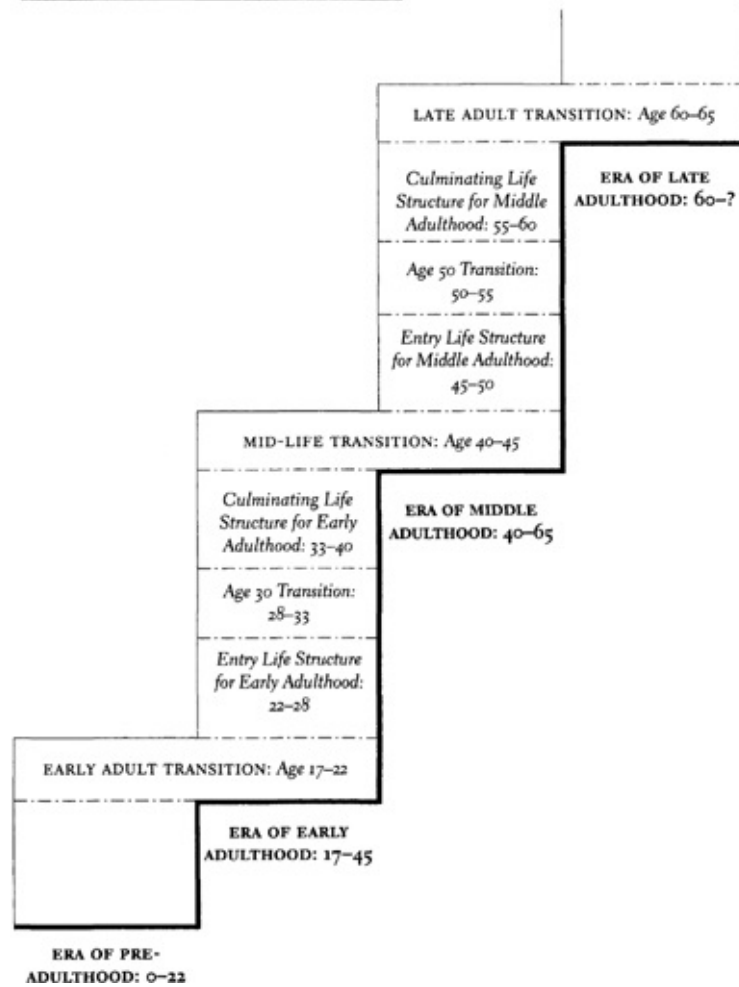 LATE ADULT TRANSITION: Age 60–65
Culminating Life
Structure for Middle
Adulthood: 55–60
ERA OF LATE
ADULTHOOD: 60–?
Age 50 Transition:
50–55
Entry Life Structure
for Middle Adulthood:
45–50
MID-LIFE TRANSITION: Age 40–45
Culminating Life
Structure for Early
Adulthood: 33–40
ERA OF MIDDLE
ADULTHOOD: 40–65
Age 30 Transition:
28–33
Entry Life Structure
for Early Adulthood:
22–28
EARLY ADULT TRANSITION: Age 17–22
ERA OF EARLY
ADULTHOOD: 17–45
ERA OF PRE-
ADULTHOOD: 0–22